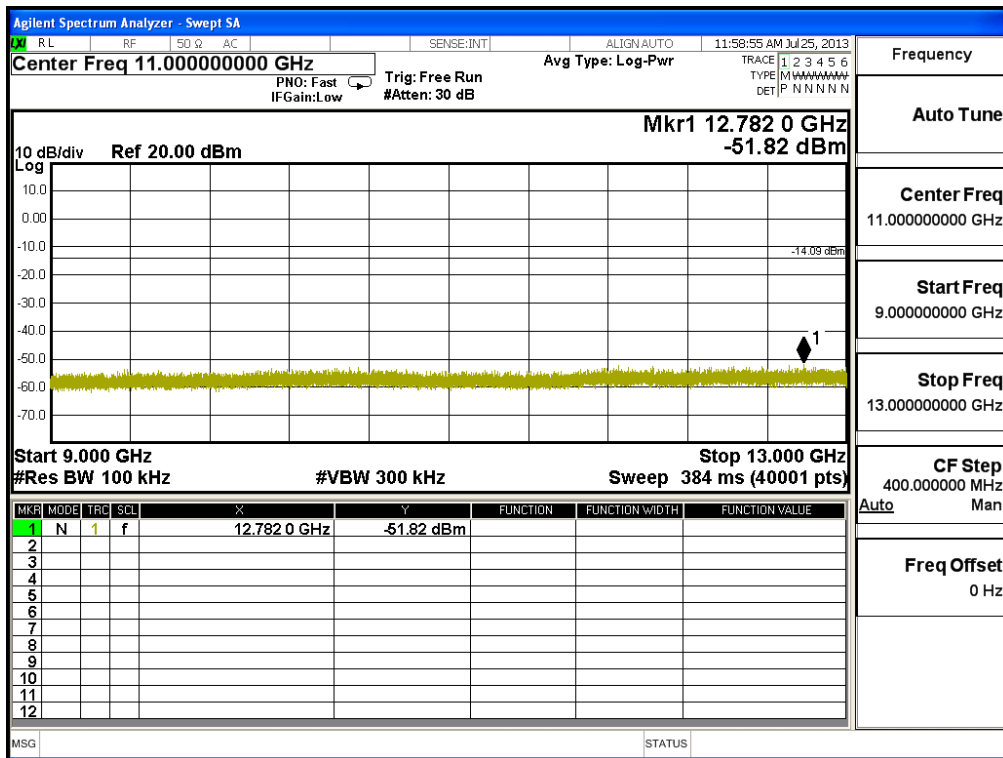 Agilent Spectrum Analyzer - Swept SA
LXI RL RF 50 Ω AC SENSE:INT ALIGN AUTO 11:58:55 AM Jul 25, 2013
Center Freq 11.000000000 GHz Avg Type: Log-Pwr TRACE 1 2 3 4 5 6
PNO: Fast Trig: Free Run TYPE M WWWWW
IFGain:Low #Atten: 30 dB DET P N N N N N
Mkr1 12.782 0 GHz
10 dB/div Ref 20.00 dBm -51.82 dBm
Log
10.0
0.00
-10.0
-14.09 dBm
-20.0
-30.0
-40.0
1
-50.0
-60.0
-70.0
Start 9.000 GHz Stop 13.000 GHz
#Res BW 100 kHz #VBW 300 kHz Sweep 384 ms (40001 pts)
MKR MODE TRC SCL X Y FUNCTION FUNCTION WIDTH FUNCTION VALUE
1 N 1 f 12.782 0 GHz -51.82 dBm
2
3
4
5
6
7
8
9
10
11
12
MSG STATUS
Frequency
Auto Tune
Center Freq
11.000000000 GHz
Start Freq
9.000000000 GHz
Stop Freq
13.000000000 GHz
CF Step
400.000000 MHz
Auto Man
Freq Offset
0 Hz